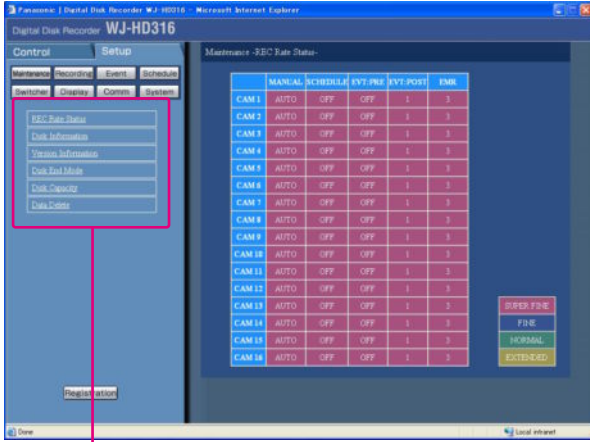 Panasonic | Digital Disk Recorder WJ-HD316 - Microsoft Internet Explorer
Digital Disk Recorder WJ-HD316
Control Setup
Maintenance Recording Event Schedule
Switcher Display Comm System
REC Rate Status
Disk Information
Version Information
Disk End Mode
Disk Capacity
Data Delete
Registration
Maintenance -REC Rate Status-
MANUAL SCHEDULE EVT:PRE EVT:POST EMR
CAM 1 AUTO OFF OFF 1 3
CAM 2 AUTO OFF OFF 1 3
CAM 3 AUTO OFF OFF 1 3
CAM 4 AUTO OFF OFF 1 3
CAM 5 AUTO OFF OFF 1 3
CAM 6 AUTO OFF OFF 1 3
CAM 7 AUTO OFF OFF 1 3
CAM 8 AUTO OFF OFF 1 3
CAM 9 AUTO OFF OFF 1 3
CAM 10 AUTO OFF OFF 1 3
CAM 11 AUTO OFF OFF 1 3
CAM 12 AUTO OFF OFF 1 3
CAM 13 AUTO OFF OFF 1 3
CAM 14 AUTO OFF OFF 1 3
CAM 15 AUTO OFF OFF 1 3
CAM 16 AUTO OFF OFF 1 3
SUPER FINE
FINE
NORMAL
EXTENDED
Done Local intranet